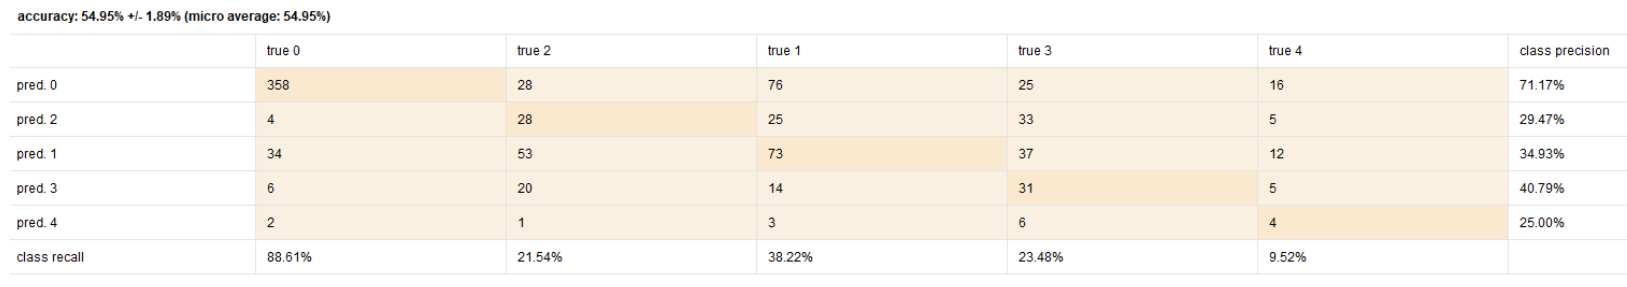 accuracy: 54.95% +/- 1.89% (micro average: 54.95%)
true 0 true 2 true 1 true 3 true 4 class precision
pred. 0 358 28 76 25 16 71.17%
pred. 2 4 28 25 33 5 29.47%
pred. 1 34 53 73 37 12 34.93%
pred. 3 6 20 14 31 5 40.79%
pred. 4 2 1 3 6 4 25.00%
class recall 88.61% 21.54% 38.22% 23.48% 9.52%